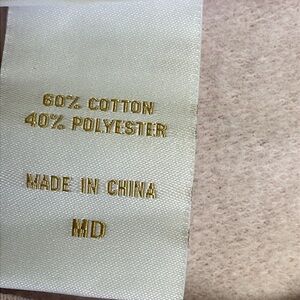 60% COTTON
40% POLYESTER
MADE IN CHINA
MD